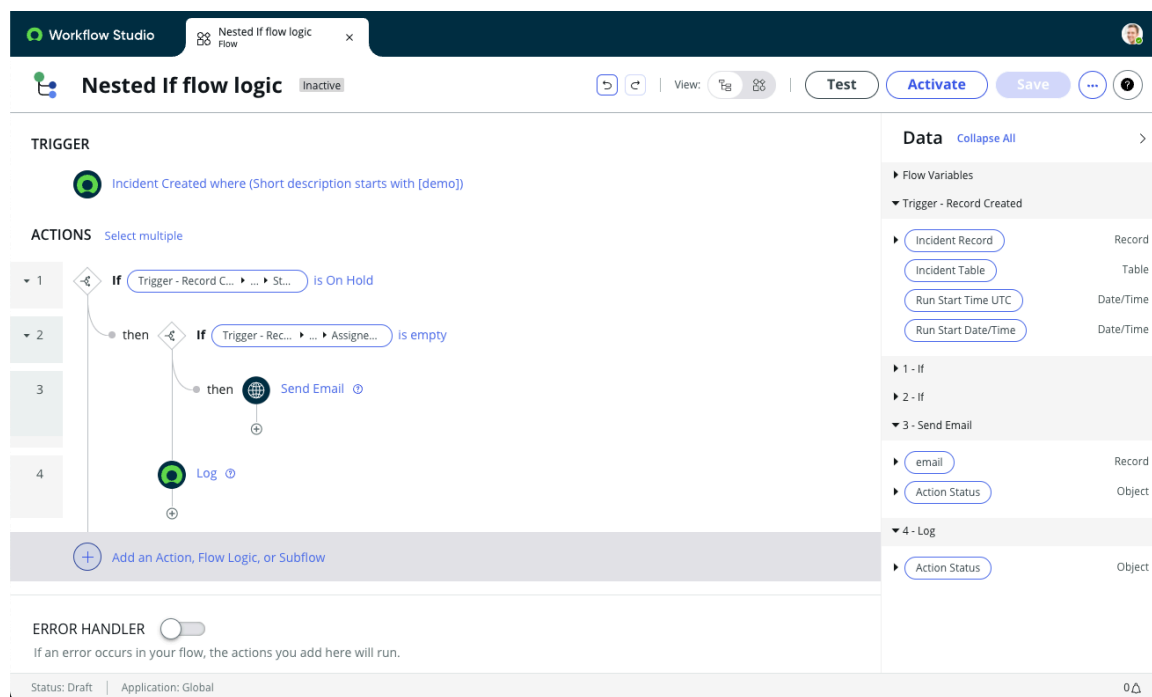 Workflow Studio
Nested If flow logic
Flow
Nested If flow logic Inactive
View: Test Activate Save ... ?
TRIGGER
Incident Created where (Short description starts with [demo])
ACTIONS Select multiple
1 If Trigger - Record C... ... St... is On Hold
2 then If Trigger - Rec... ... Assigne... is empty
3 then Send Email
4 Log
Add an Action, Flow Logic, or Subflow
ERROR HANDLER
If an error occurs in your flow, the actions you add here will run.
Data Collapse All
Flow Variables
Trigger - Record Created
Incident Record Record
Incident Table Table
Run Start Time UTC Date/Time
Run Start Date/Time Date/Time
1 - If
2 - If
3 - Send Email
email Record
Action Status Object
4 - Log
Action Status Object
Status: Draft Application: Global 0